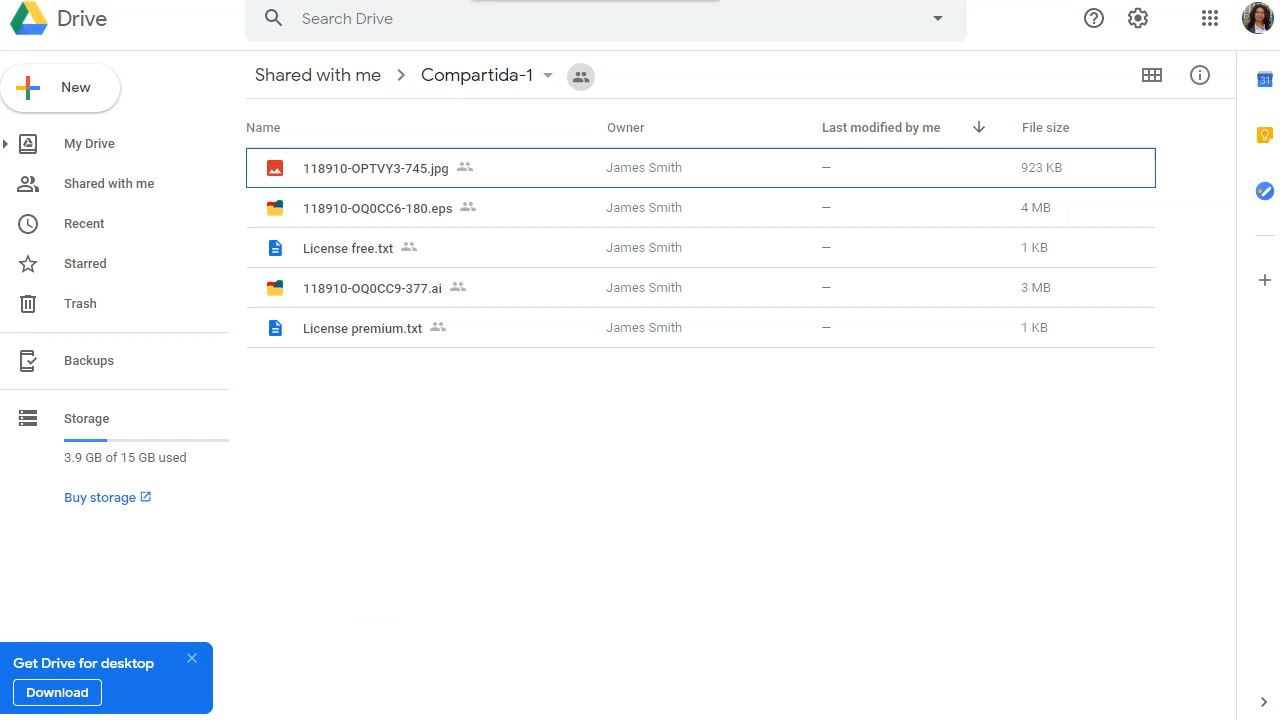 Drive
Search Drive
New
Shared with me
Compartida-1
31
Name Owner Last modified by me File size
My Drive
118910-OPTVY3-745.jpg James Smith — 923 KB
Shared with me
118910-OQ0CC6-180.eps James Smith — 4 MB
Recent
License free.txt James Smith — 1 KB
Starred
118910-OQ0CC9-377.ai James Smith — 3 MB
Trash
License premium.txt James Smith — 1 KB
Backups
Storage
3.9 GB of 15 GB used
Buy storage
Get Drive for desktop
Download